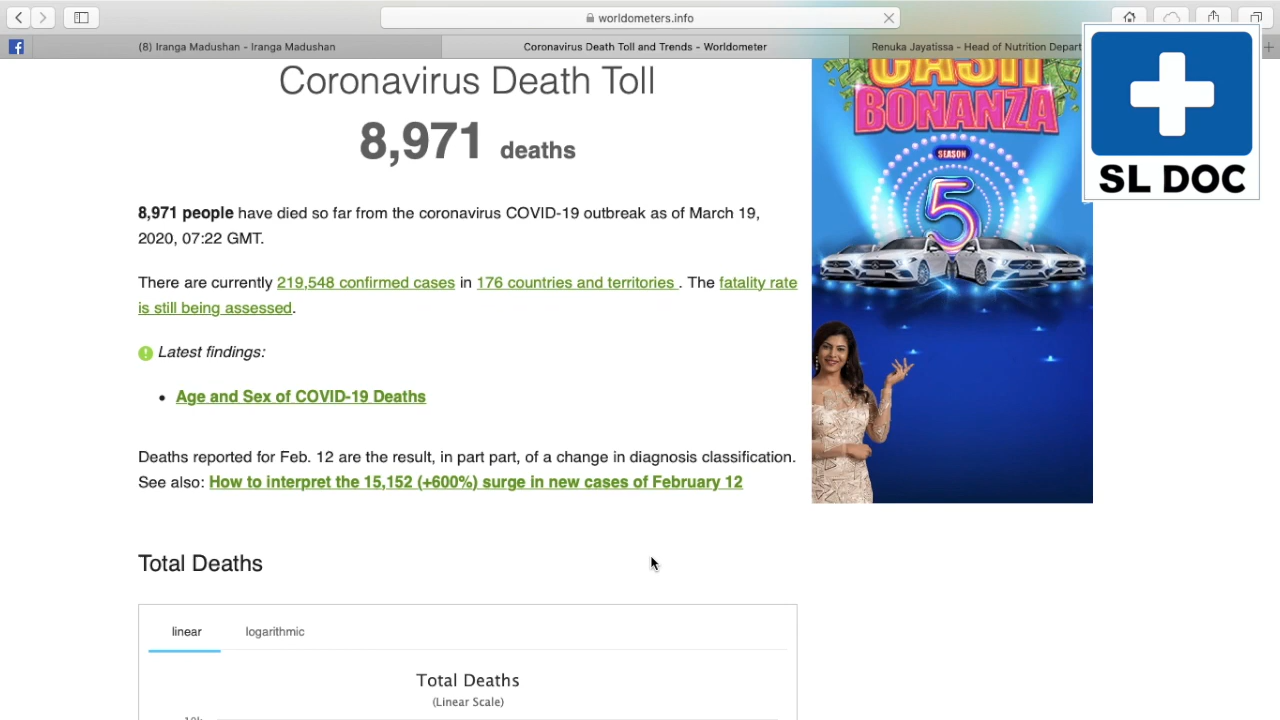 worldometers.info
(8) Iranga Madushan - Iranga Madushan
Coronavirus Death Toll and Trends - Worldometer
Renuka Jayatissa - Head of Nutrition Depart
Coronavirus Death Toll
8,971 deaths
8,971 people have died so far from the coronavirus COVID-19 outbreak as of March 19,
2020, 07:22 GMT.
There are currently 219,548 confirmed cases in 176 countries and territories . The fatality rate
is still being assessed.
Latest findings:
• Age and Sex of COVID-19 Deaths
Deaths reported for Feb. 12 are the result, in part part, of a change in diagnosis classification.
See also: How to interpret the 15,152 (+600%) surge in new cases of February 12
Total Deaths
linear logarithmic
Total Deaths
(Linear Scale)
CASH
BONANZA
SEASON
5
SL DOC